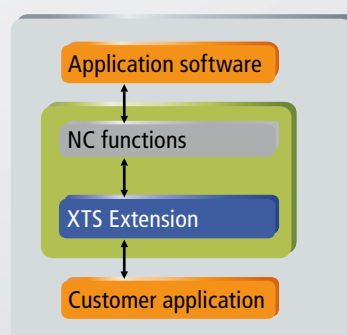 Application software
NC functions
XTS Extension
Customer application